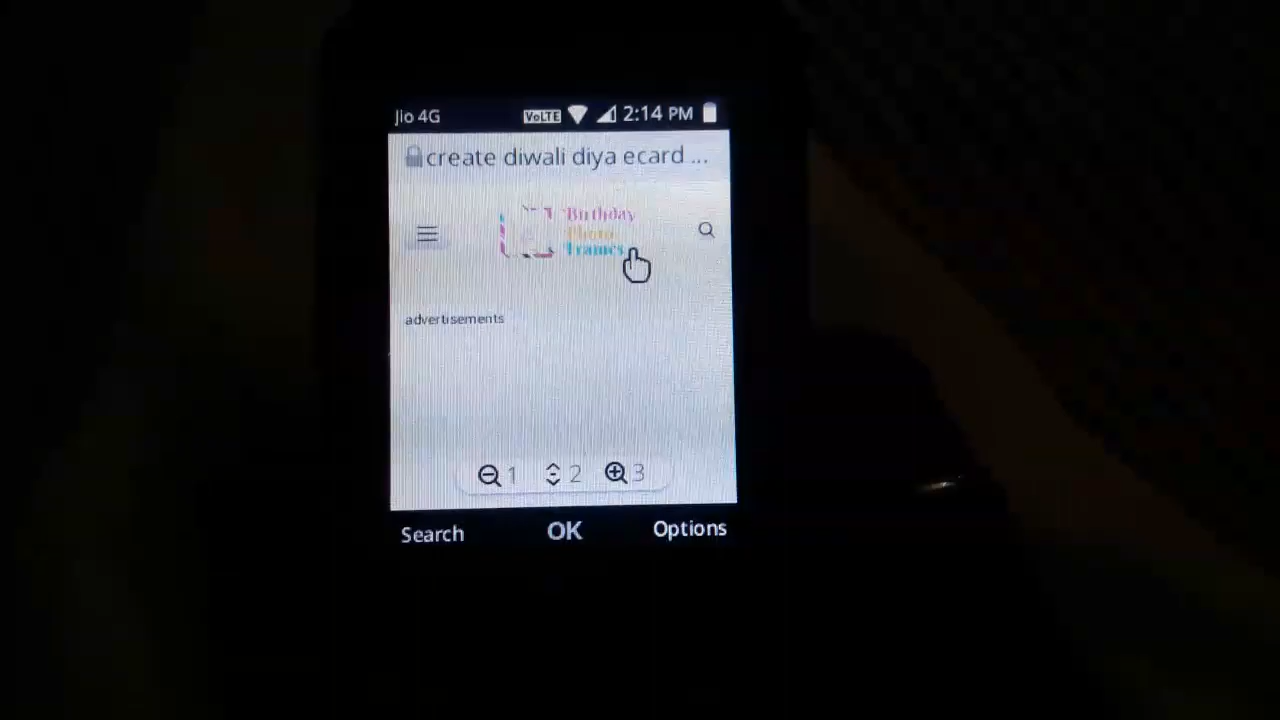 Jio 4G VoLTE 2:14 PM
create diwali diya ecard ...
Birthday
Photo
Frames
advertisements
1 2 3
Search OK Options